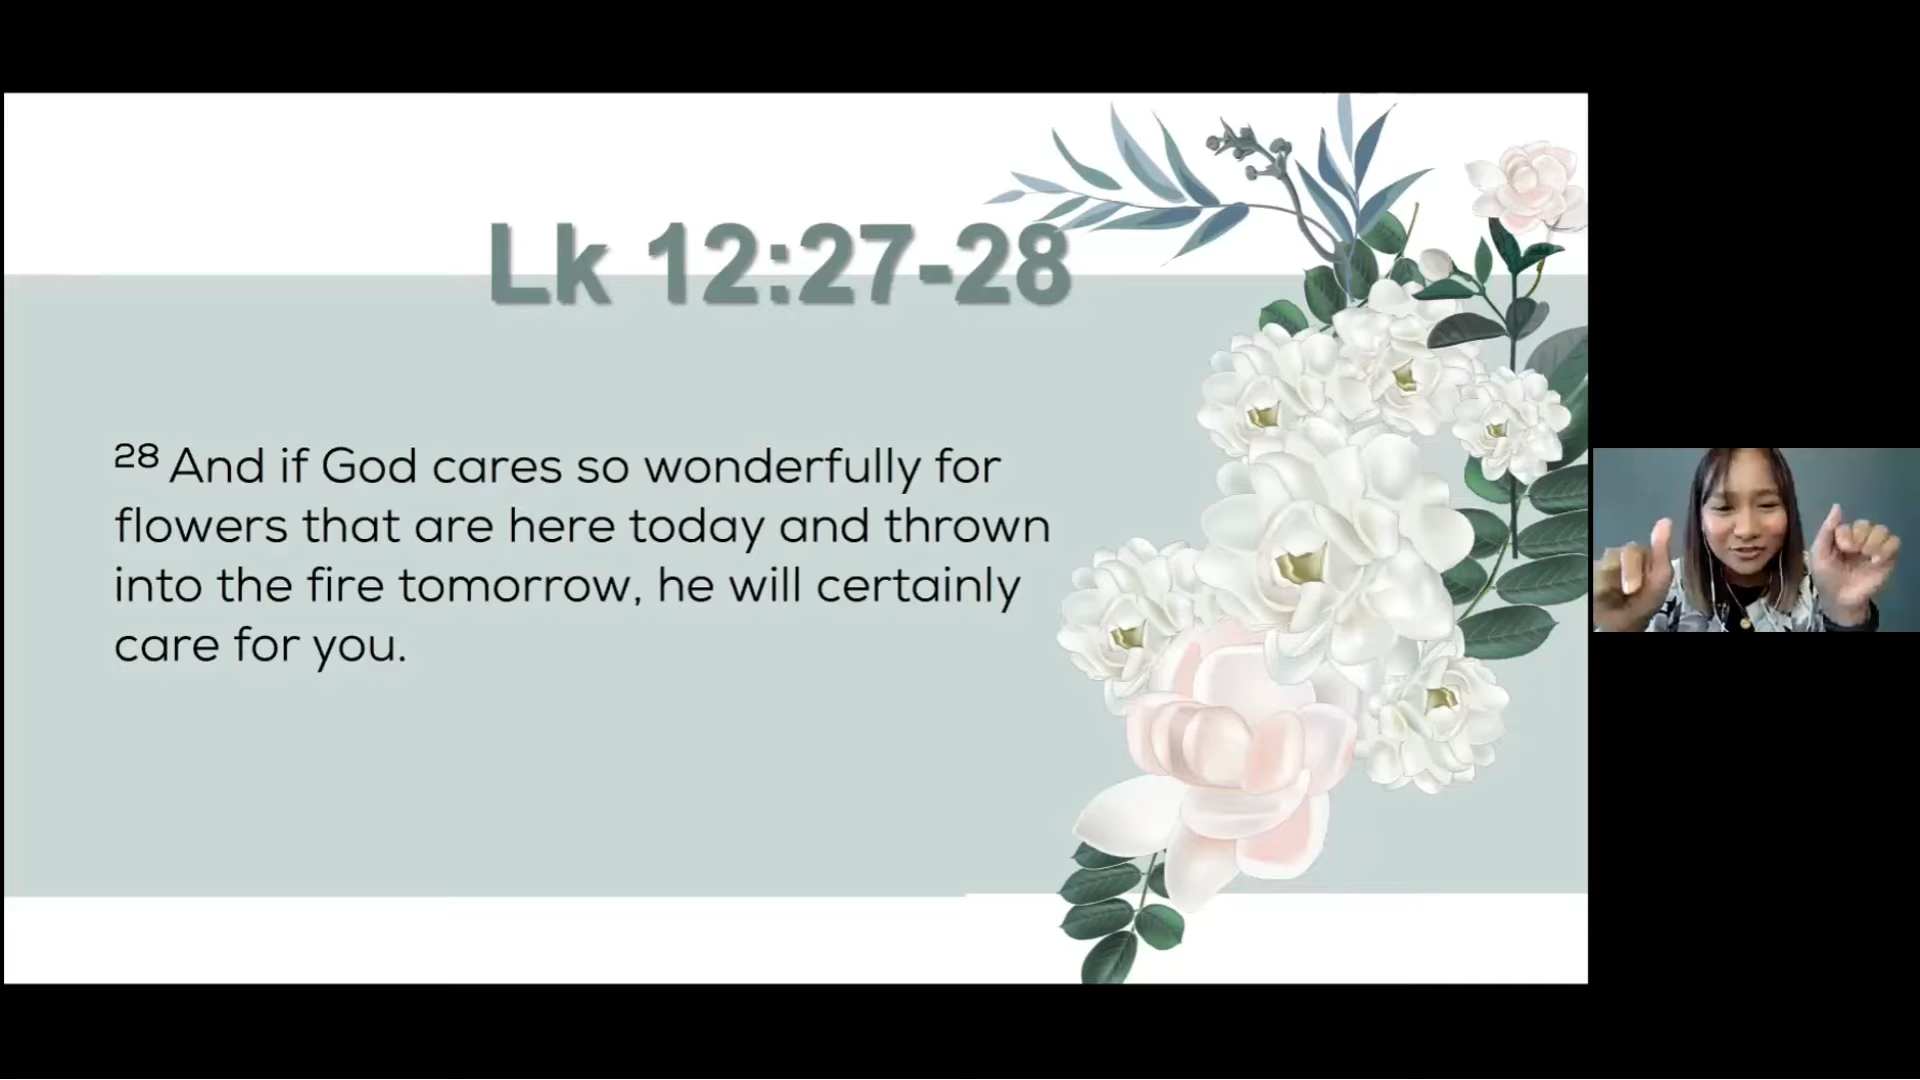 Lk 12:27-28
28 And if God cares so wonderfully for
flowers that are here today and thrown
into the fire tomorrow, he will certainly
care for you.